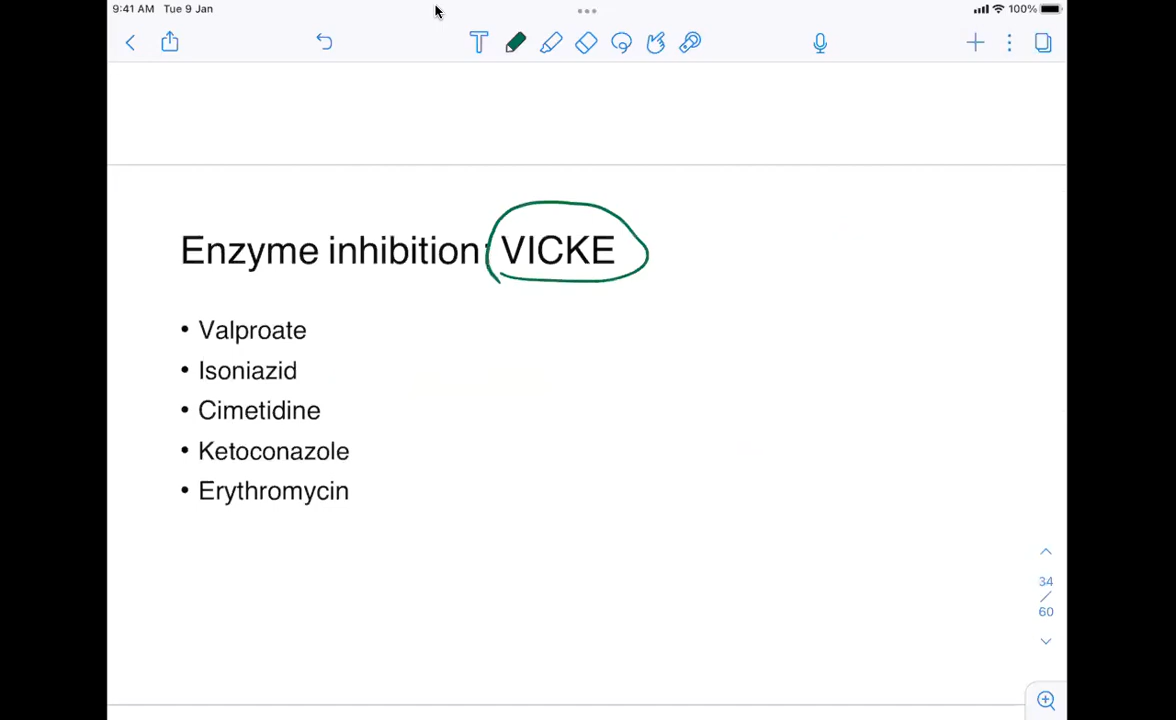 9:41 AM Tue 9 Jan
100%
Enzyme inhibition: VICKE
• Valproate
• Isoniazid
• Cimetidine
• Ketoconazole
• Erythromycin
34
/
60